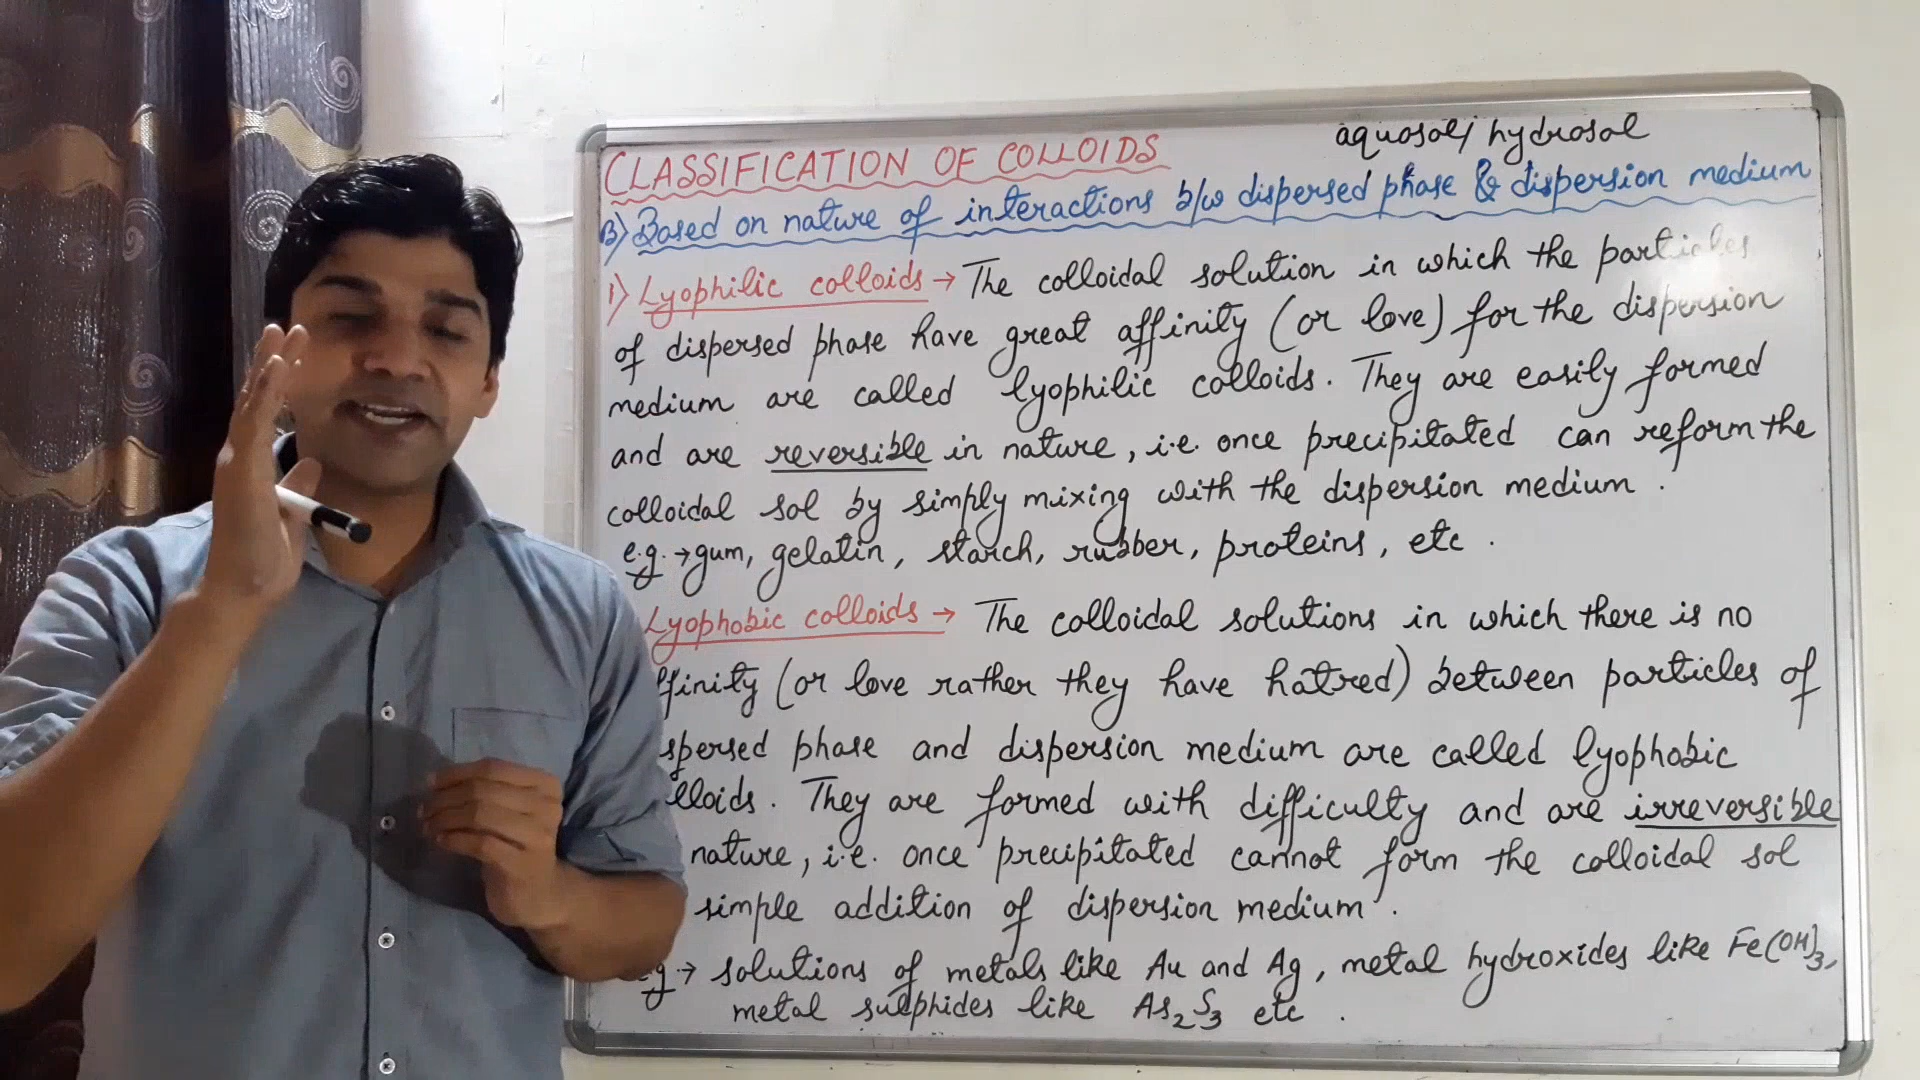 aquosol/ hydrosol
CLASSIFICATION OF COLLOIDS
B) Based on nature of interactions b/w dispersed phase & dispersion medium
1) Lyophilic colloids → The colloidal solution in which the particles
of dispersed phase have great affinity (or love) for the dispersion
medium are called lyophilic colloids. They are easily formed
and are reversible in nature, i.e. once precipitated can reform the
colloidal sol by simply mixing with the dispersion medium.
e.g. → gum, gelatin, starch, rubber, proteins, etc.
Lyophobic colloids → The colloidal solutions in which there is no
ffinity (or love rather they have hatred) between particles of
spersed phase and dispersion medium are called lyophobic
lloids. They are formed with difficulty and are irreversible
nature, i.e. once precipitated cannot form the colloidal sol
simple addition of dispersion medium.
e.g. → solutions of metals like Au and Ag, metal hydroxides like Fe(OH)3,
metal sulphides like As2S3 etc.